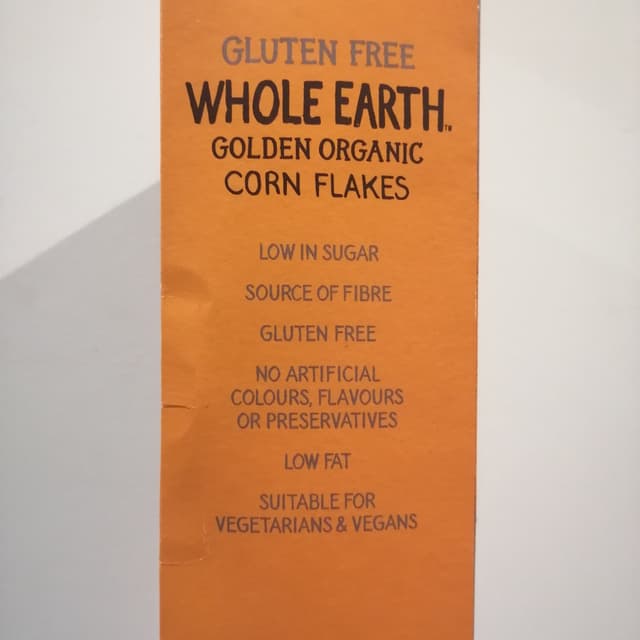 GLUTEN FREE
WHOLE EARTH™
GOLDEN ORGANIC
CORN FLAKES
LOW IN SUGAR
SOURCE OF FIBRE
GLUTEN FREE
NO ARTIFICIAL
COLOURS, FLAVOURS
OR PRESERVATIVES
LOW FAT
SUITABLE FOR
VEGETARIANS & VEGANS